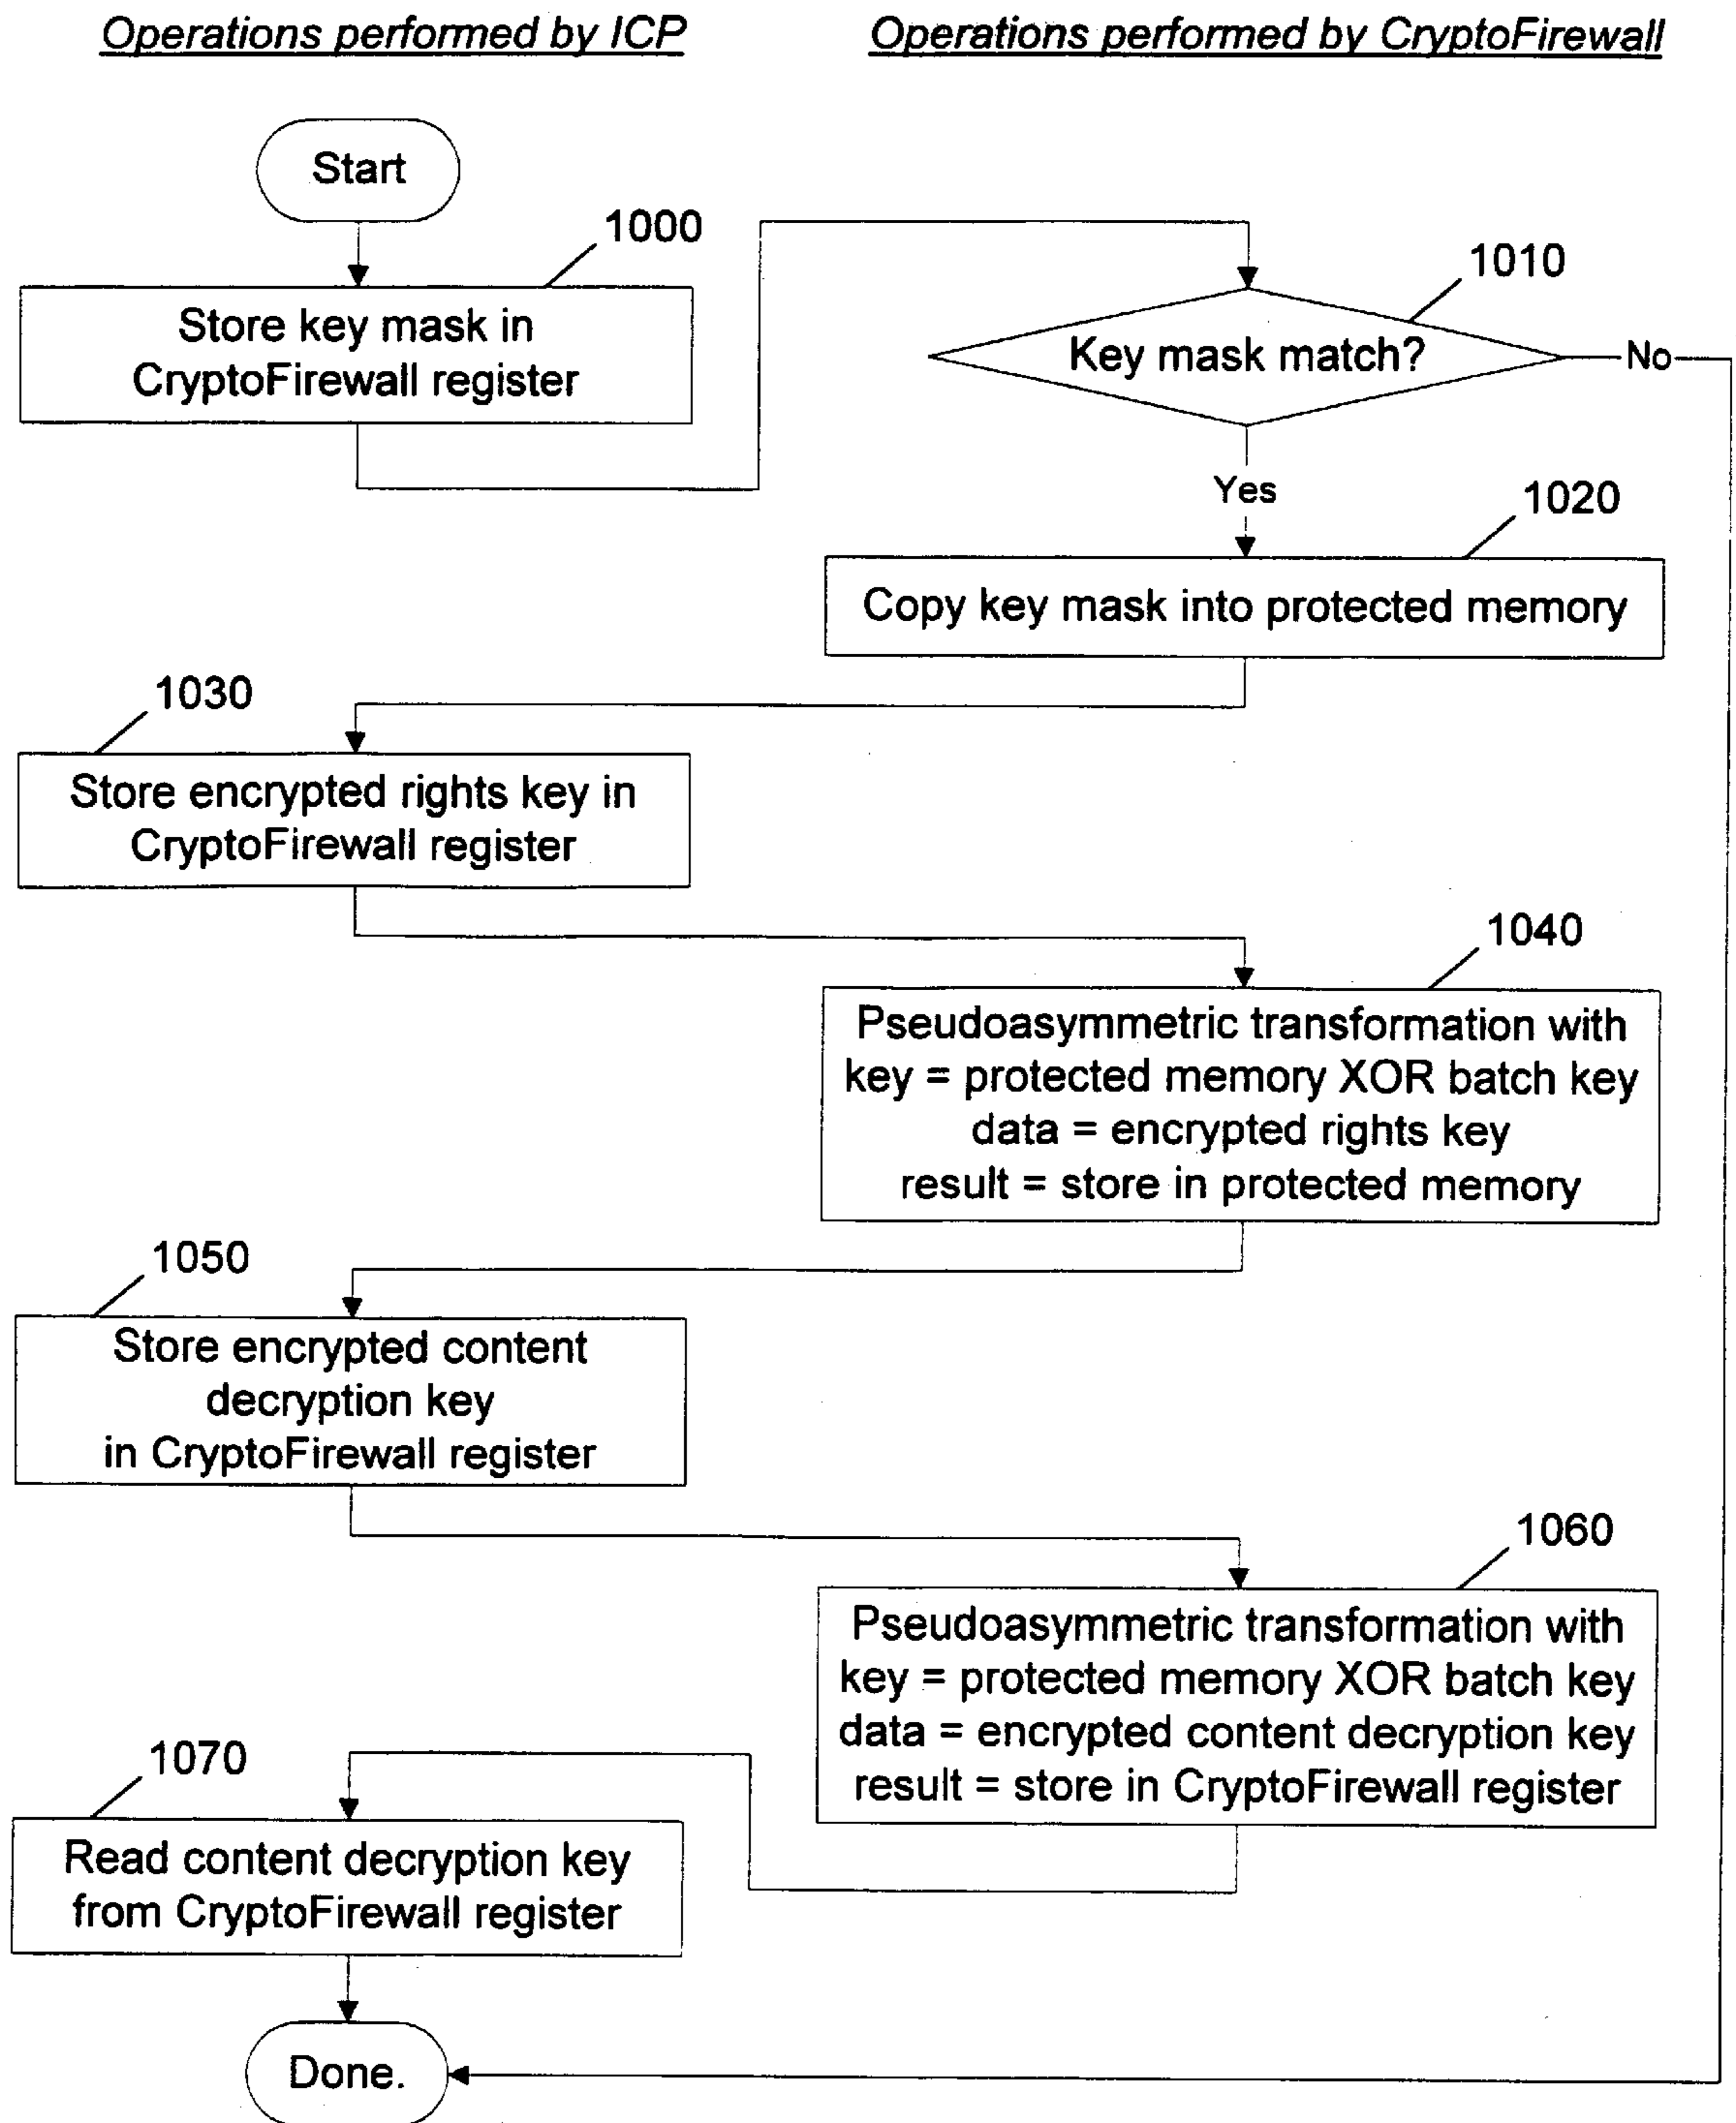 Operations performed by ICP
Operations performed by CryptoFirewall
Start
1000
Store key mask in
CryptoFirewall register
1010
Key mask match?
No
Yes
1020
Copy key mask into protected memory
1030
Store encrypted rights key in
CryptoFirewall register
1040
Pseudoasymmetric transformation with
key = protected memory XOR batch key
data = encrypted rights key
result = store in protected memory
1050
Store encrypted content
decryption key
in CryptoFirewall register
1060
Pseudoasymmetric transformation with
key = protected memory XOR batch key
data = encrypted content decryption key
result = store in CryptoFirewall register
1070
Read content decryption key
from CryptoFirewall register
Done.